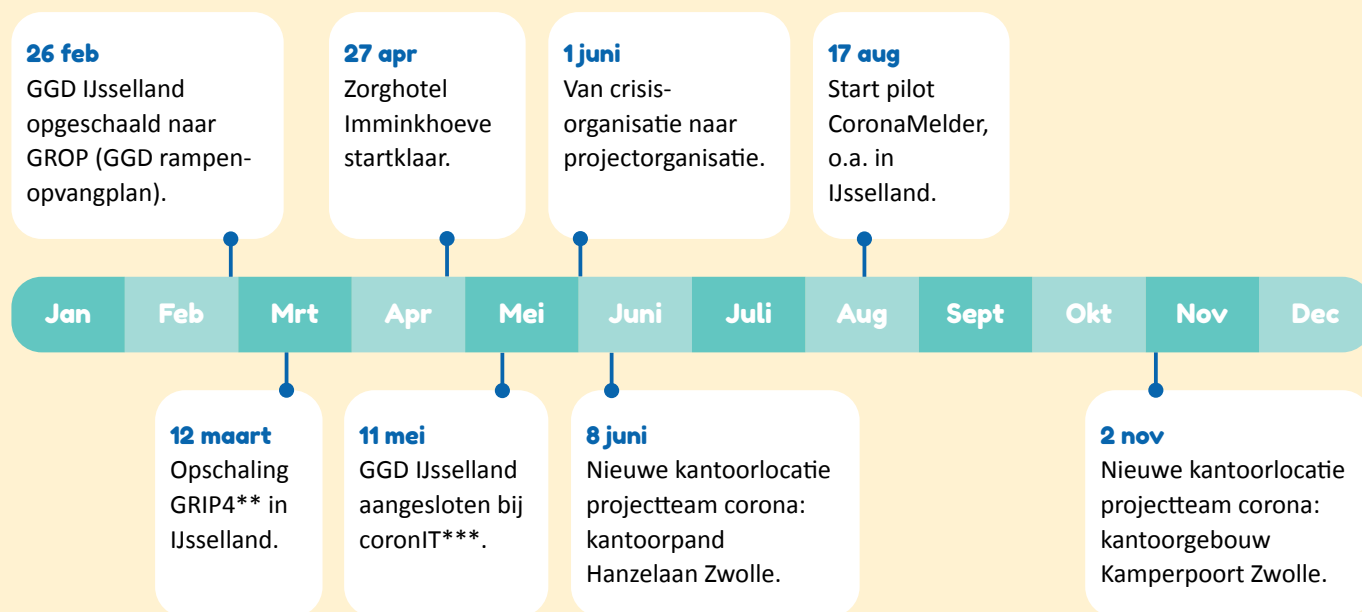 26 feb
GGD IJsselland
opgeschaald naar
GROP (GGD rampen-
opvangplan).
27 apr
Zorghotel
Imminkhoeve
startklaar.
1 juni
Van crisis-
organisatie naar
projectorganisatie.
17 aug
Start pilot
CoronaMelder,
o.a. in
IJsselland.
Jan Feb Mrt Apr Mei Juni Juli Aug Sept Okt Nov Dec
12 maart
Opschaling
GRIP4** in
IJsselland.
11 mei
GGD IJsselland
aangesloten bij
coronIT***.
8 juni
Nieuwe kantoorlocatie
projectteam corona:
kantoorpand
Hanzelaan Zwolle.
2 nov
Nieuwe kantoorlocatie
projectteam corona:
kantoorgebouw
Kamperpoort Zwolle.